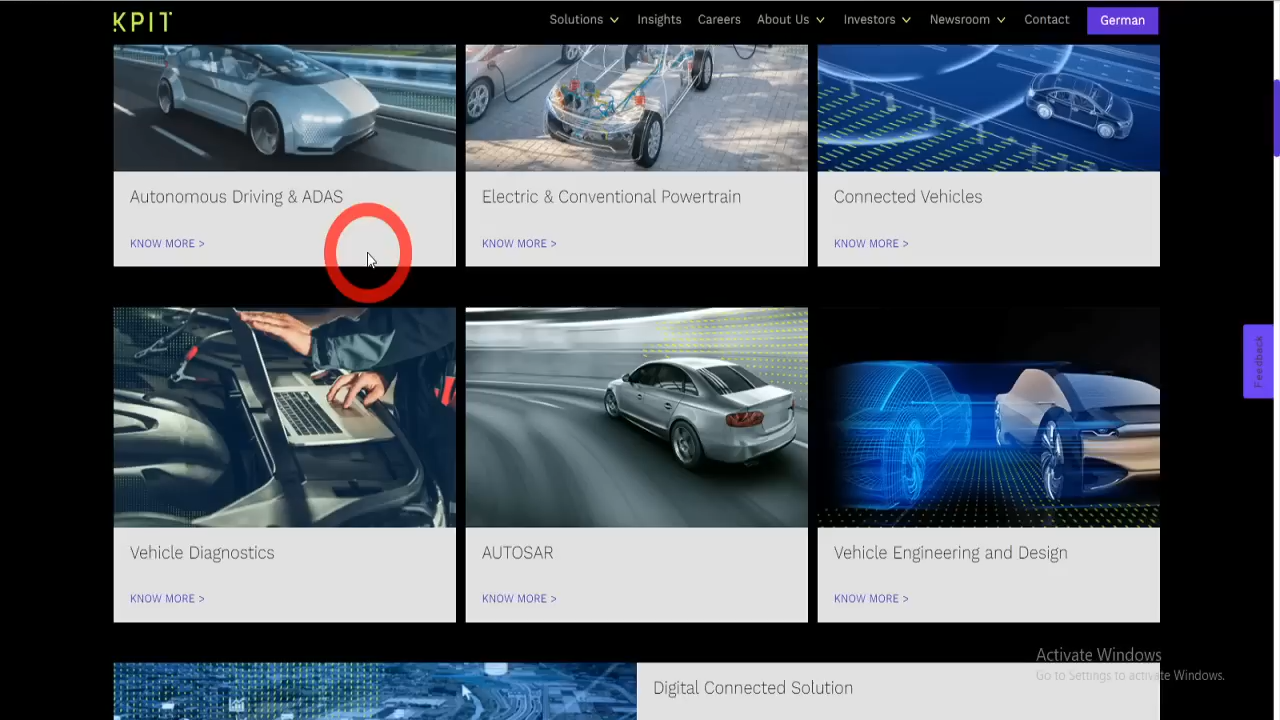 KPIT Solutions Insights Careers About Us Investors Newsroom Contact German
Autonomous Driving & ADAS
Electric & Conventional Powertrain
Connected Vehicles
KNOW MORE >
KNOW MORE >
KNOW MORE >
Feedback
Vehicle Diagnostics
AUTOSAR
Vehicle Engineering and Design
KNOW MORE >
KNOW MORE >
KNOW MORE >
Activate Windows
Go to Settings to activate Windows.
Digital Connected Solution